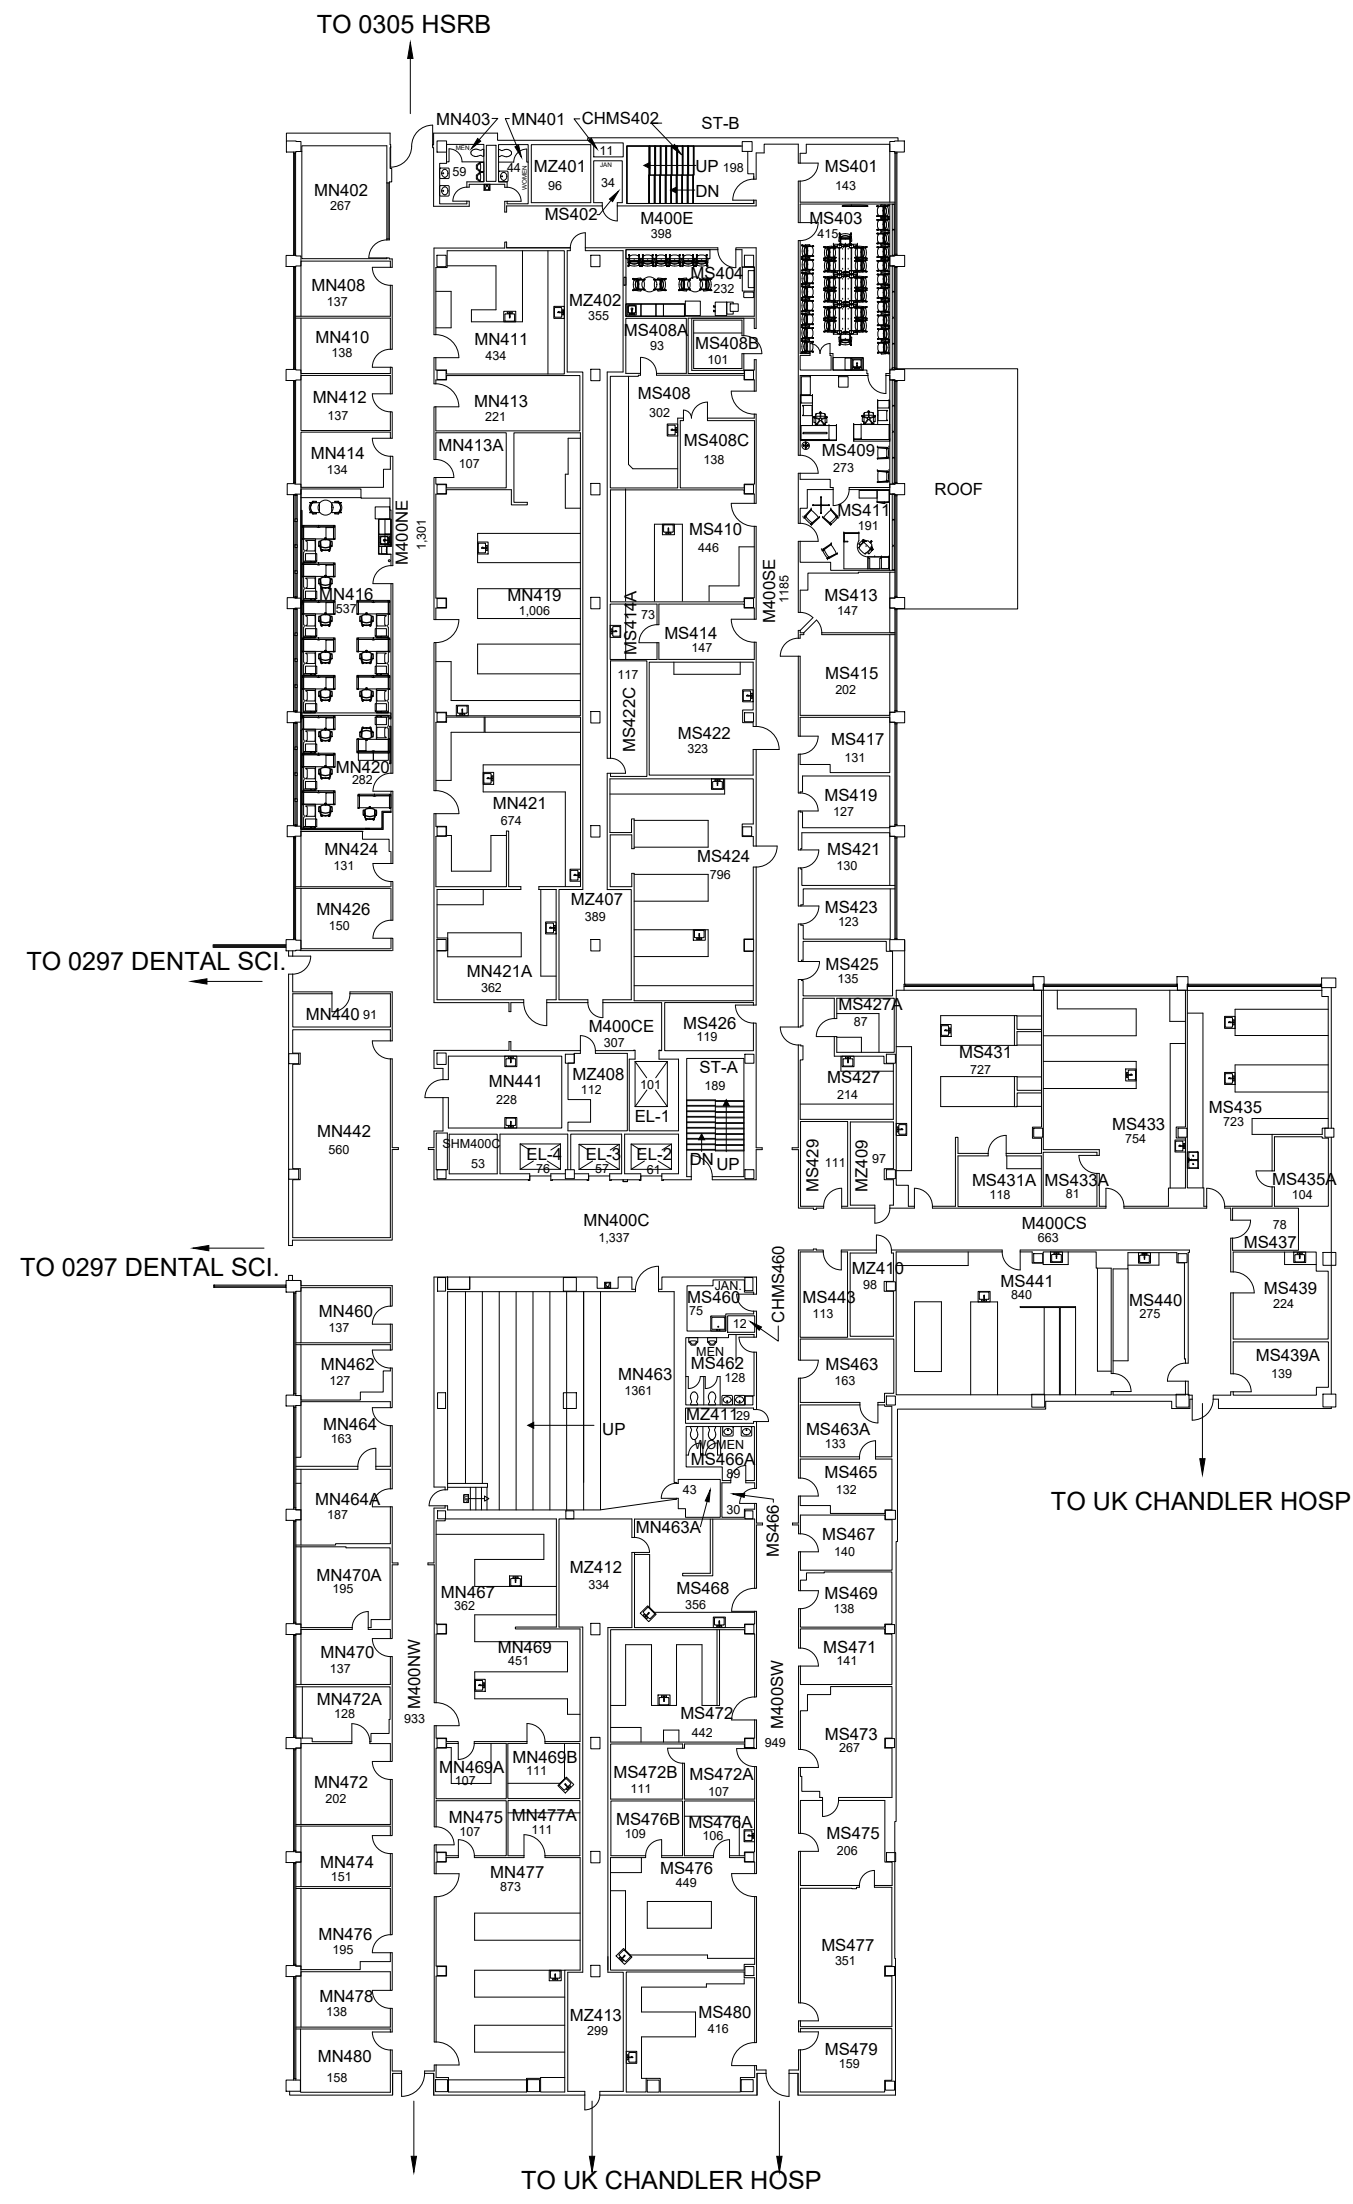 TO 0305 HSRB
MN403
MN401
CHMS402
ST-B
MEN
59
44
WOMEN
MZ401
96
11
JAN
34
UP
198
DN
MS402
M400E
398
MS401
143
MN402
267
MS403
415
MN408
137
MZ402
355
MS404
232
MN410
138
MN411
434
MS408A
93
MS408B
101
MN412
137
MN413
221
MS408
302
MS408C
138
MS409
273
MN414
134
MN413A
107
ROOF
M400NE
1,301
MS410
446
MS411
191
MN416
537
MN419
1,006
MS414A
73
MS414
147
M400SE
1185
MS413
147
MS415
202
117
MS422C
MS422
323
MS417
131
MN420
282
MN421
674
MS419
127
MN424
131
MS424
796
MS421
130
MN426
150
MZ407
389
MS423
123
TO 0297 DENTAL SCI.
MN421A
362
MS425
135
MN440 91
M400CE
307
MS426
119
MS427A
87
MS431
727
MN441
228
MZ408
112
101
EL-1
ST-A
189
MS427
214
MS433
754
MS435
723
MN442
560
SHM400C
53
EL-4
76
EL-3
57
EL-2
61
DN
UP
MS429
111
MZ409
97
MS431A
118
MS433A
81
MS435A
104
MN400C
1,337
M400CS
663
78
MS437
TO 0297 DENTAL SCI.
CHMS460
MZ410
98
MS441
840
MS440
275
MS439
224
MN460
137
JAN.
MS460
75
12
MS443
113
MN462
127
MN463
1361
MEN
MS462
128
MS463
163
MS439A
139
MN464
163
UP
MZ411
29
MS463A
133
WOMEN
MS466A
89
MS465
132
MN464A
187
43
30
MS466
TO UK CHANDLER HOSP
MN463A
MS467
140
MN470A
195
MN467
362
MZ412
334
MS468
356
MS469
138
MN470
137
MN469
451
MS471
141
MN472A
128
M400NW
933
MS472
442
M400SW
949
MS473
267
MN472
202
MN469A
107
MN469B
111
MS472B
111
MS472A
107
MN475
107
MN477A
111
MS476B
109
MS476A
106
MS475
206
MN474
151
MN477
873
MS476
449
MN476
195
MS477
351
MN478
138
MZ413
299
MS480
416
MN480
158
MS479
159
TO UK CHANDLER HOSP